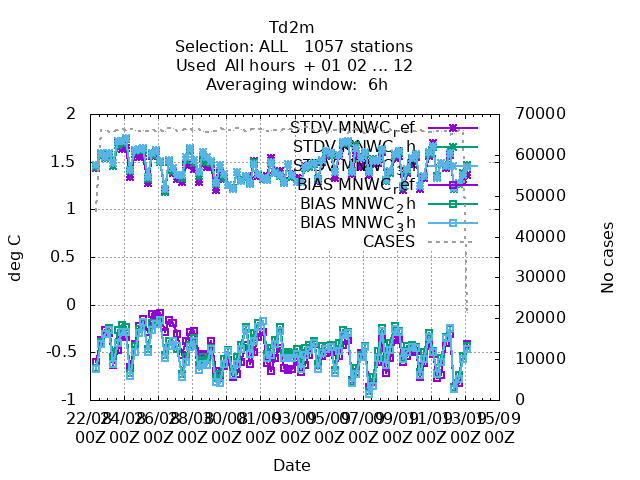 Td2m
Selection: ALL 1057 stations
Used All hours + 01 02 ... 12
Averaging window: 6h
STDV MNWC_ref
STDV MNWC_2h
STDV MNWC_3h
BIAS MNWC_ref
BIAS MNWC_2h
BIAS MNWC_3h
CASES
2
1.5
1
0.5
0
-0.5
-1
deg C
70000
60000
50000
40000
30000
20000
10000
0
No cases
22/08 24/08 26/08 28/08 30/08 01/09 03/09 05/09 07/09 09/09 11/09 13/09 15/09
00Z 00Z 00Z 00Z 00Z 00Z 00Z 00Z 00Z 00Z 00Z 00Z 00Z
Date